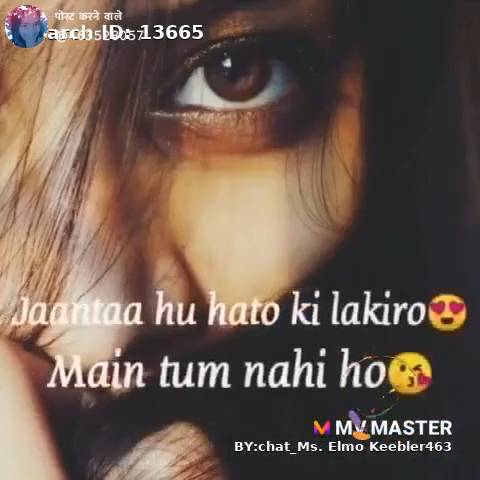 पोस्ट करने वाले
arch ID: 13665
Jaantaa hu hato ki lakiro😍
Main tum nahi ho😘
MV MASTER
BY:chat_Ms. Elmo Keebler463